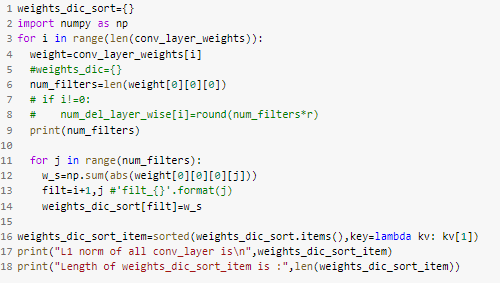 1 weights_dic_sort={}
2 import numpy as np
3 for i in range(len(conv_layer_weights)):
4   weight=conv_layer_weights[i]
5   #weights_dic={}
6   num_filters=len(weight[0][0][0])
7   # if i!=0:
8   #    num_del_layer_wise[i]=round(num_filters*r)
9   print(num_filters)
10
11   for j in range(num_filters):
12     w_s=np.sum(abs(weight[0][0][0][j]))
13     filt=i+1,j #'filt_{}'.format(j)
14     weights_dic_sort[filt]=w_s
15
16 weights_dic_sort_item=sorted(weights_dic_sort.items(),key=lambda kv: kv[1])
17 print("L1 norm of all conv_layer is\n",weights_dic_sort_item)
18 print("Length of weights_dic_sort_item is :",len(weights_dic_sort_item))